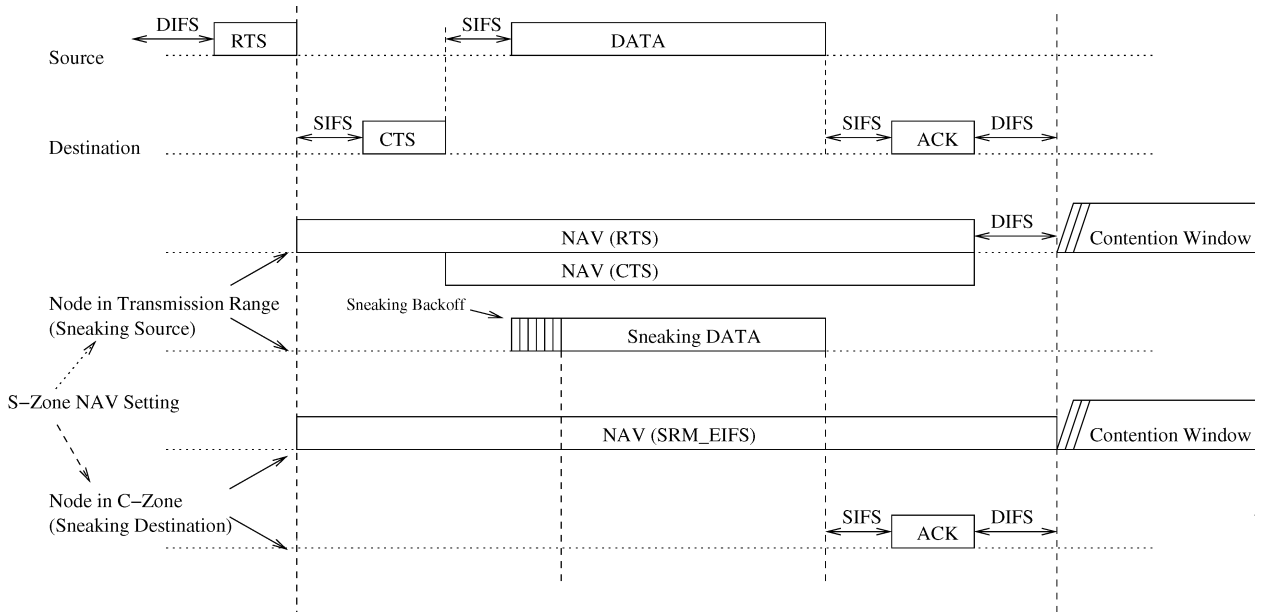 DIFS
RTS
SIFS
DATA
Source
SIFS
CTS
SIFS
ACK
DIFS
Destination
NAV (RTS)
DIFS
Contention Window
NAV (CTS)
Node in Transmission Range
(Sneaking Source)
Sneaking Backoff
Sneaking DATA
S−Zone NAV Setting
NAV (SRM_EIFS)
Contention Window
Node in C−Zone
(Sneaking Destination)
SIFS
ACK
DIFS